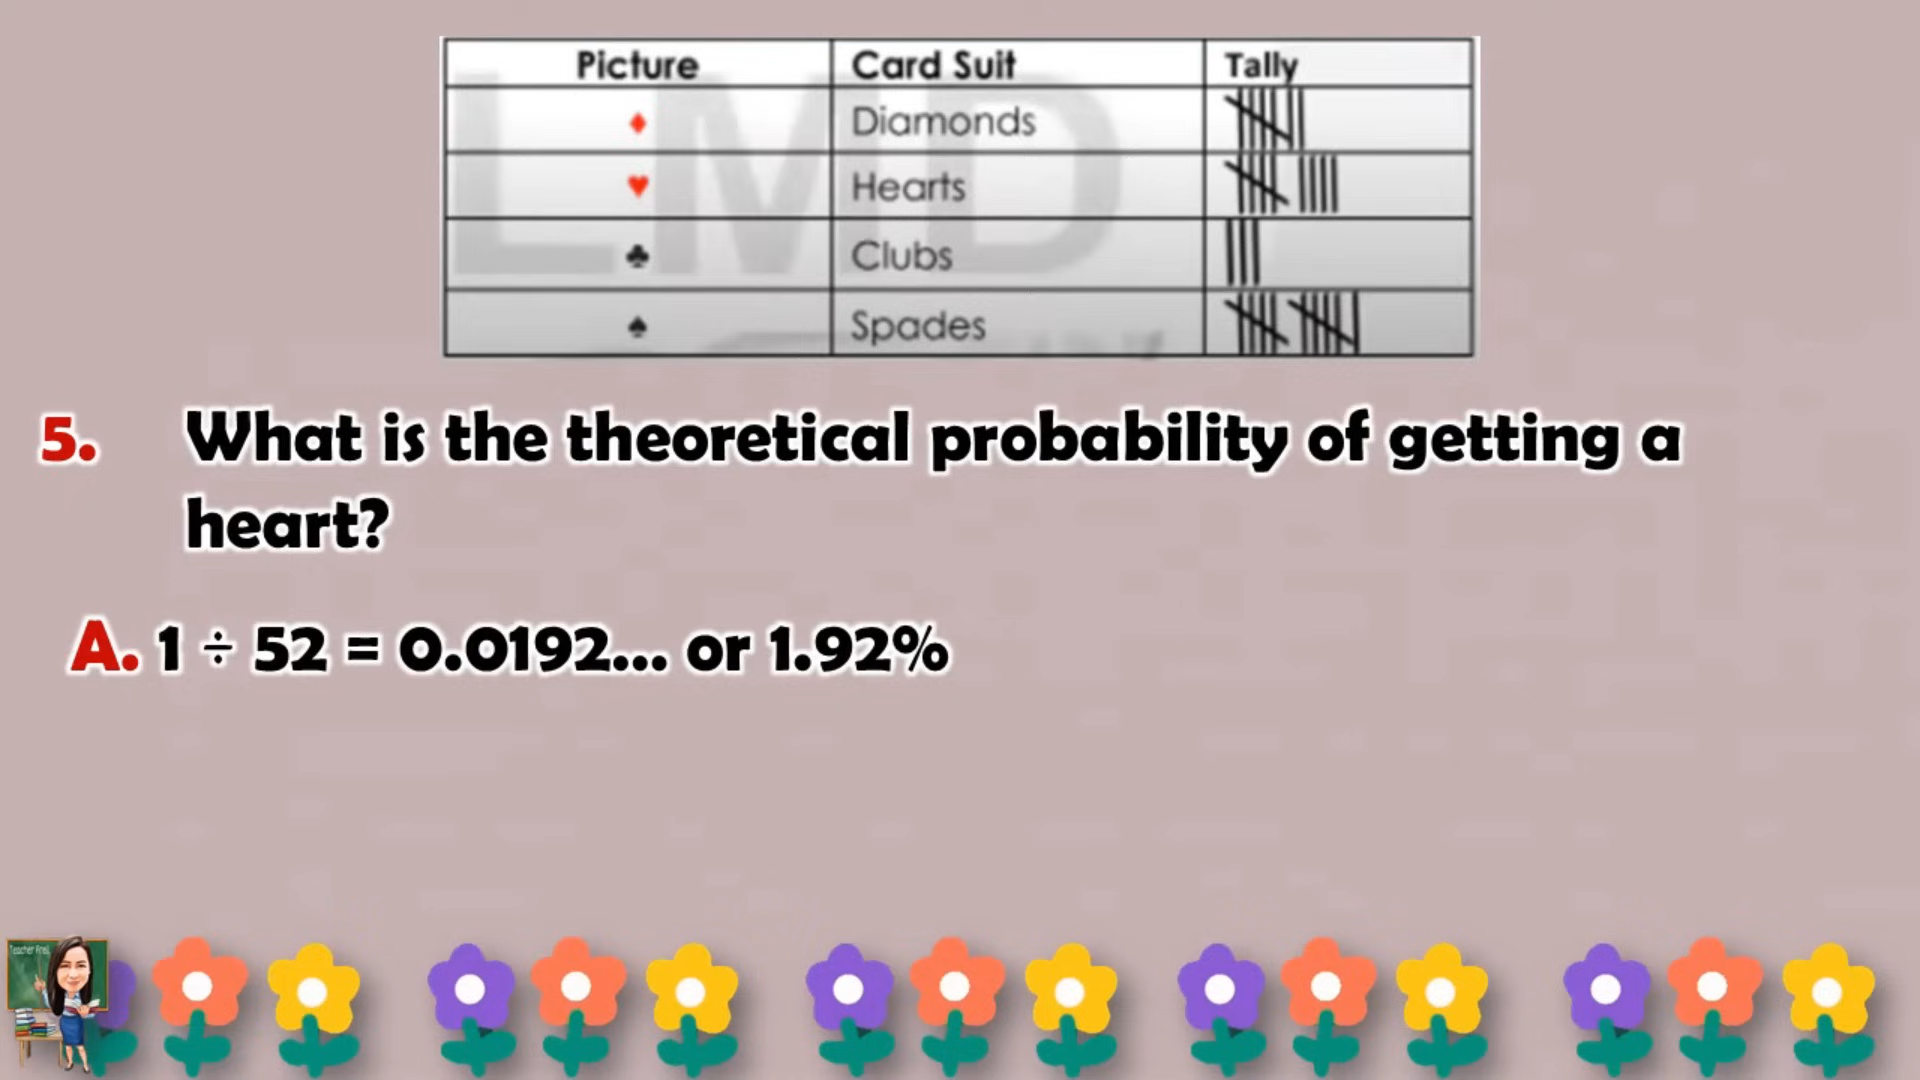 Picture Card Suit Tally
♦ Diamonds
♥ Hearts
♣ Clubs
♠ Spades
LMD
5. What is the theoretical probability of getting a
heart?
A. 1 ÷ 52 = 0.0192... or 1.92%